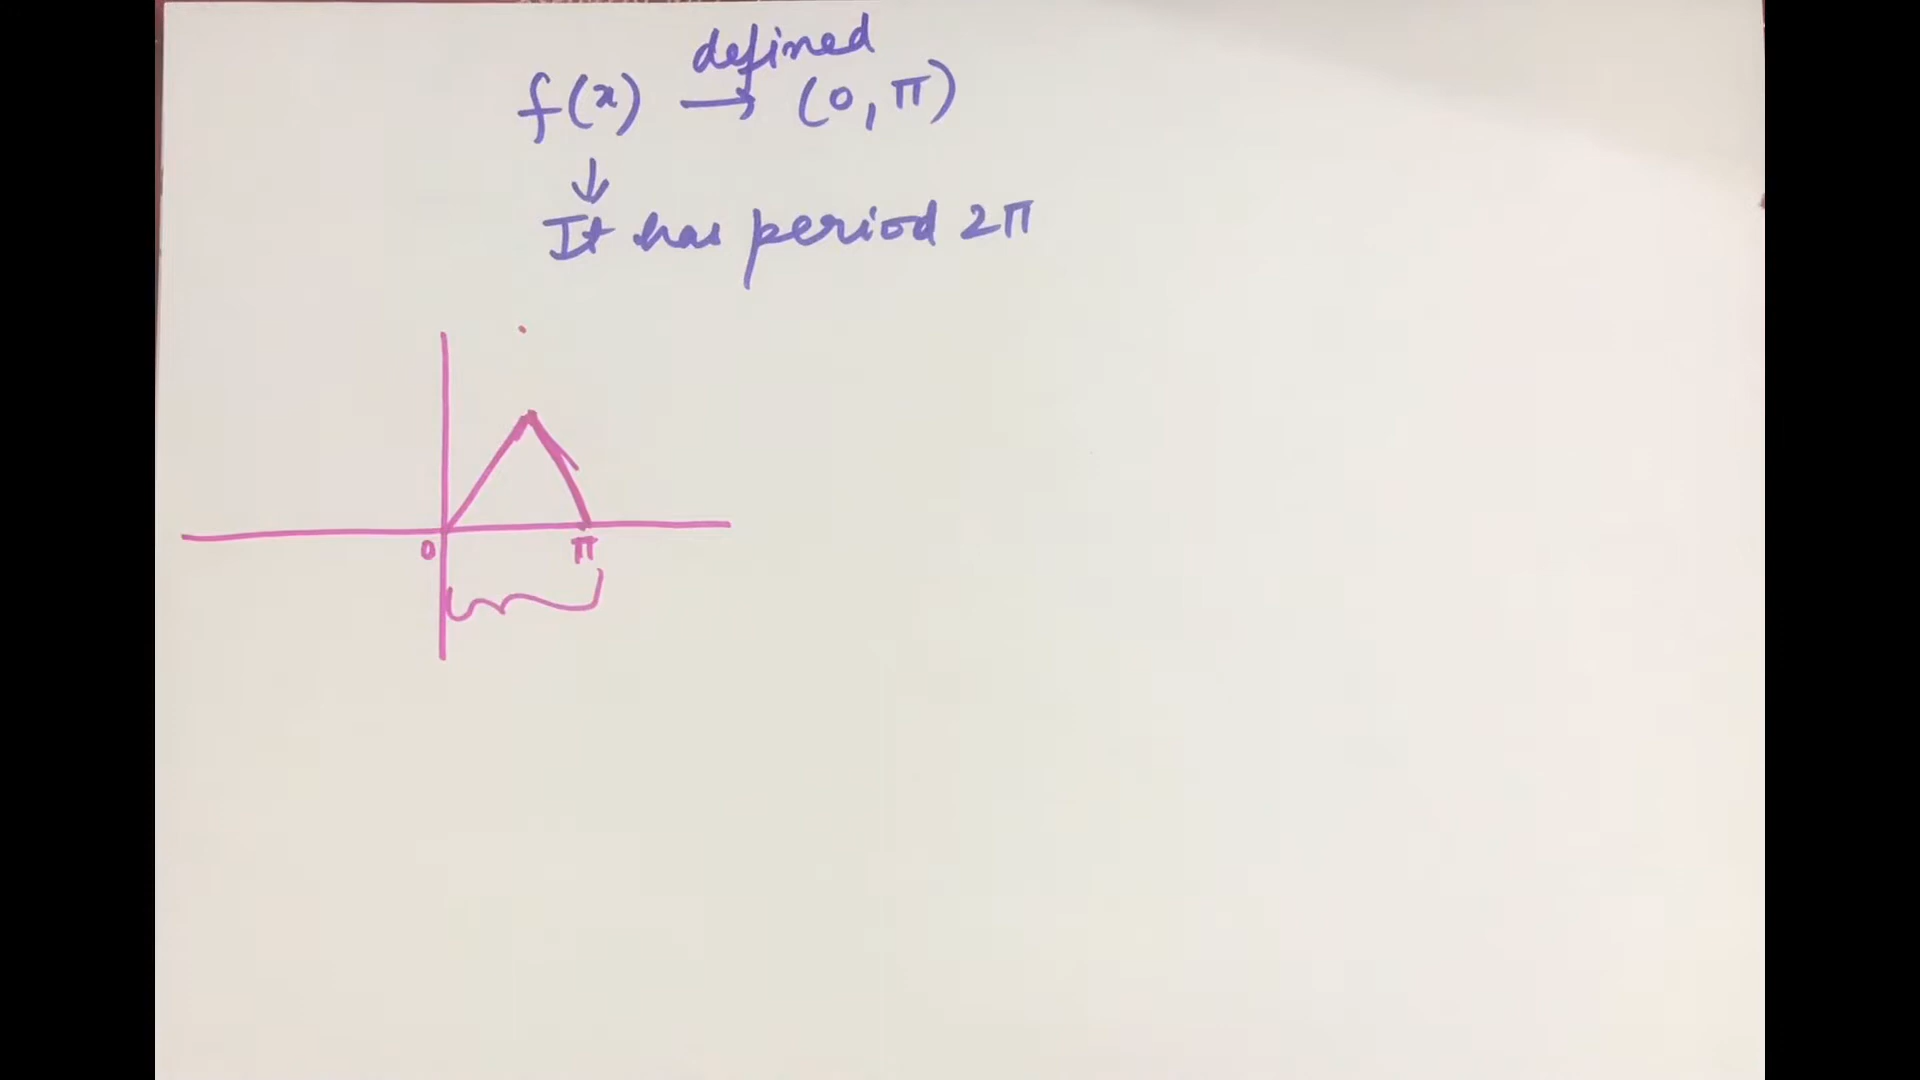 defined
f(x) → (0, π)
↓
It has period 2π
0 π